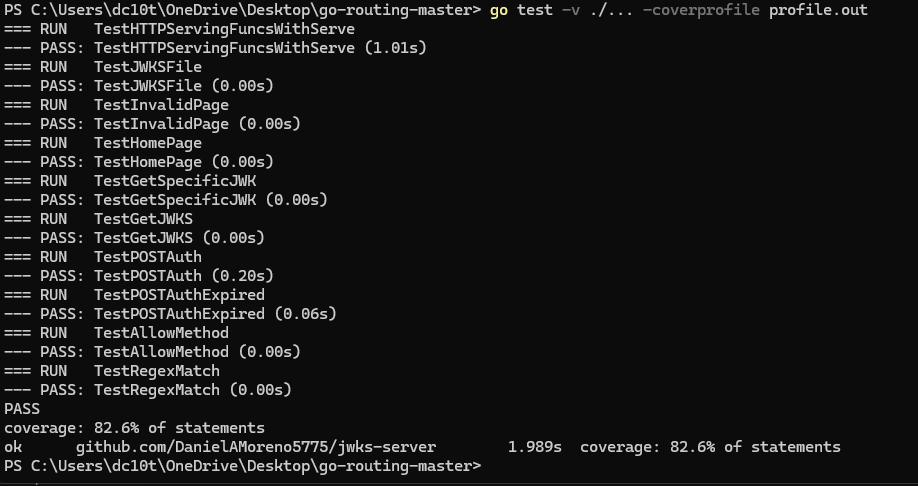 PS C:\Users\dc10t\OneDrive\Desktop\go-routing-master> go test -v ./... -coverprofile profile.out
=== RUN   TestHTTPServingFuncsWithServe
--- PASS: TestHTTPServingFuncsWithServe (1.01s)
=== RUN   TestJWKSFile
--- PASS: TestJWKSFile (0.00s)
=== RUN   TestInvalidPage
--- PASS: TestInvalidPage (0.00s)
=== RUN   TestHomePage
--- PASS: TestHomePage (0.00s)
=== RUN   TestGetSpecificJWK
--- PASS: TestGetSpecificJWK (0.00s)
=== RUN   TestGetJWKS
--- PASS: TestGetJWKS (0.00s)
=== RUN   TestPOSTAuth
--- PASS: TestPOSTAuth (0.20s)
=== RUN   TestPOSTAuthExpired
--- PASS: TestPOSTAuthExpired (0.06s)
=== RUN   TestAllowMethod
--- PASS: TestAllowMethod (0.00s)
=== RUN   TestRegexMatch
--- PASS: TestRegexMatch (0.00s)
PASS
coverage: 82.6% of statements
ok      github.com/DanielAMoreno5775/jwks-server        1.989s  coverage: 82.6% of statements
PS C:\Users\dc10t\OneDrive\Desktop\go-routing-master>